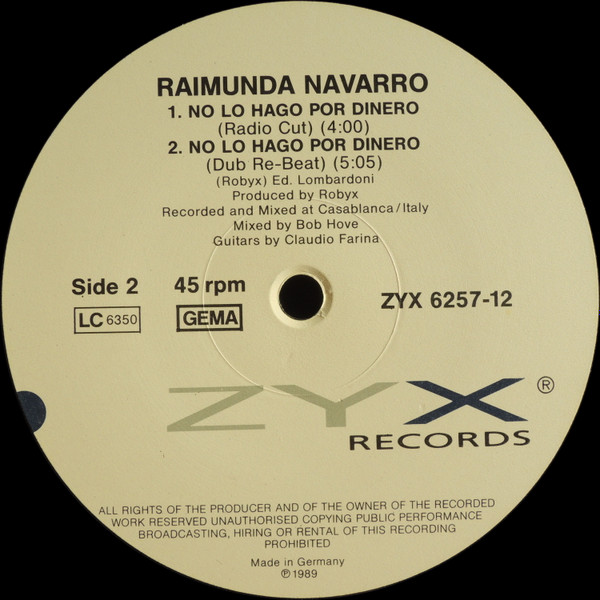 RAIMUNDA NAVARRO
1. NO LO HAGO POR DINERO
(Radio Cut) (4:00)
2. NO LO HAGO POR DINERO
(Dub Re-Beat) (5:05)
(Robyx) Ed. Lombardoni
Produced by Robyx
Recorded and Mixed at Casablanca/Italy
Mixed by Bob Hove
Guitars by Claudio Farina
Side 2 45 rpm ZYX 6257-12
LC 6350 GEMA
ZYX ®
RECORDS
ALL RIGHTS OF THE PRODUCER AND OF THE OWNER OF THE RECORDED
WORK RESERVED UNAUTHORISED COPYING PUBLIC PERFORMANCE
BROADCASTING, HIRING OR RENTAL OF THIS RECORDING
PROHIBITED
Made in Germany
℗ 1989